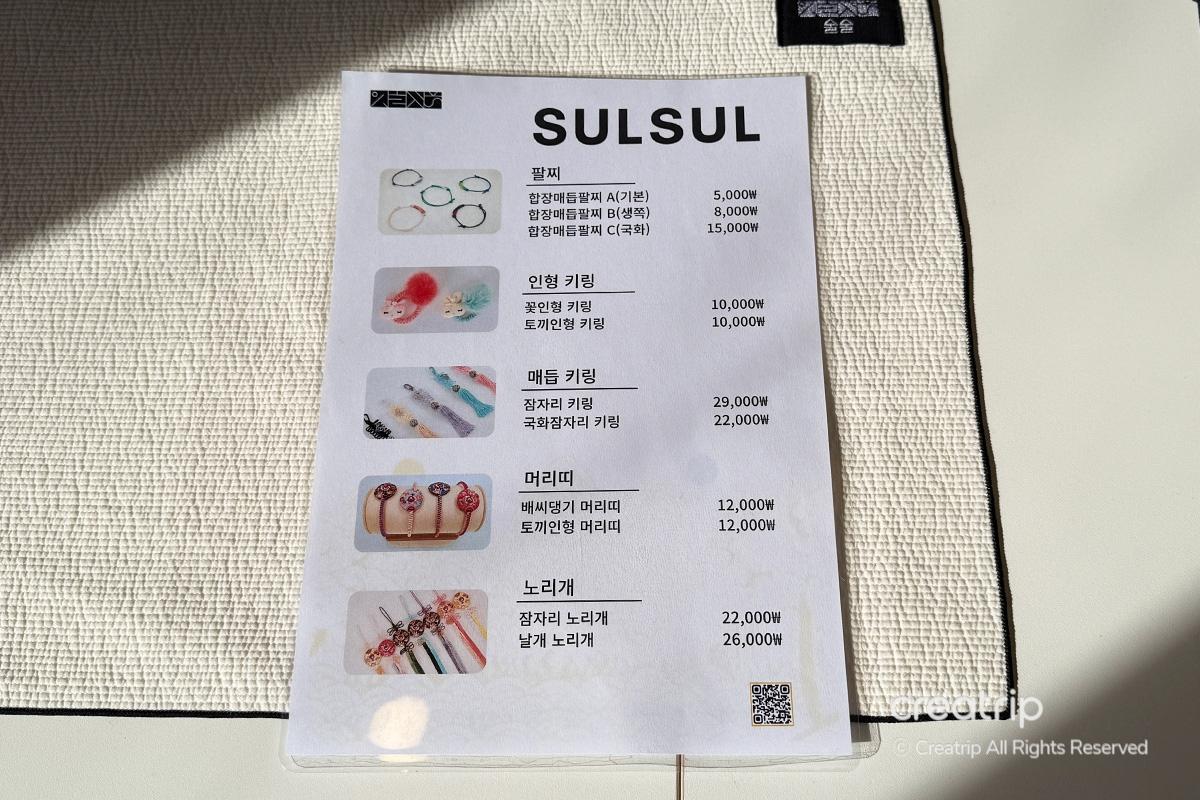 술술
SULSUL
팔찌
합장매듭팔찌 A(기본) 5,000₩
합장매듭팔찌 B(생쪽) 8,000₩
합장매듭팔찌 C(국화) 15,000₩
인형 키링
꽃인형 키링 10,000₩
토끼인형 키링 10,000₩
매듭 키링
잠자리 키링 29,000₩
국화잠자리 키링 22,000₩
머리띠
배씨댕기 머리띠 12,000₩
토끼인형 머리띠 12,000₩
노리개
잠자리 노리개 22,000₩
날개 노리개 26,000₩
creatrip
© Creatrip All Rights Reserved